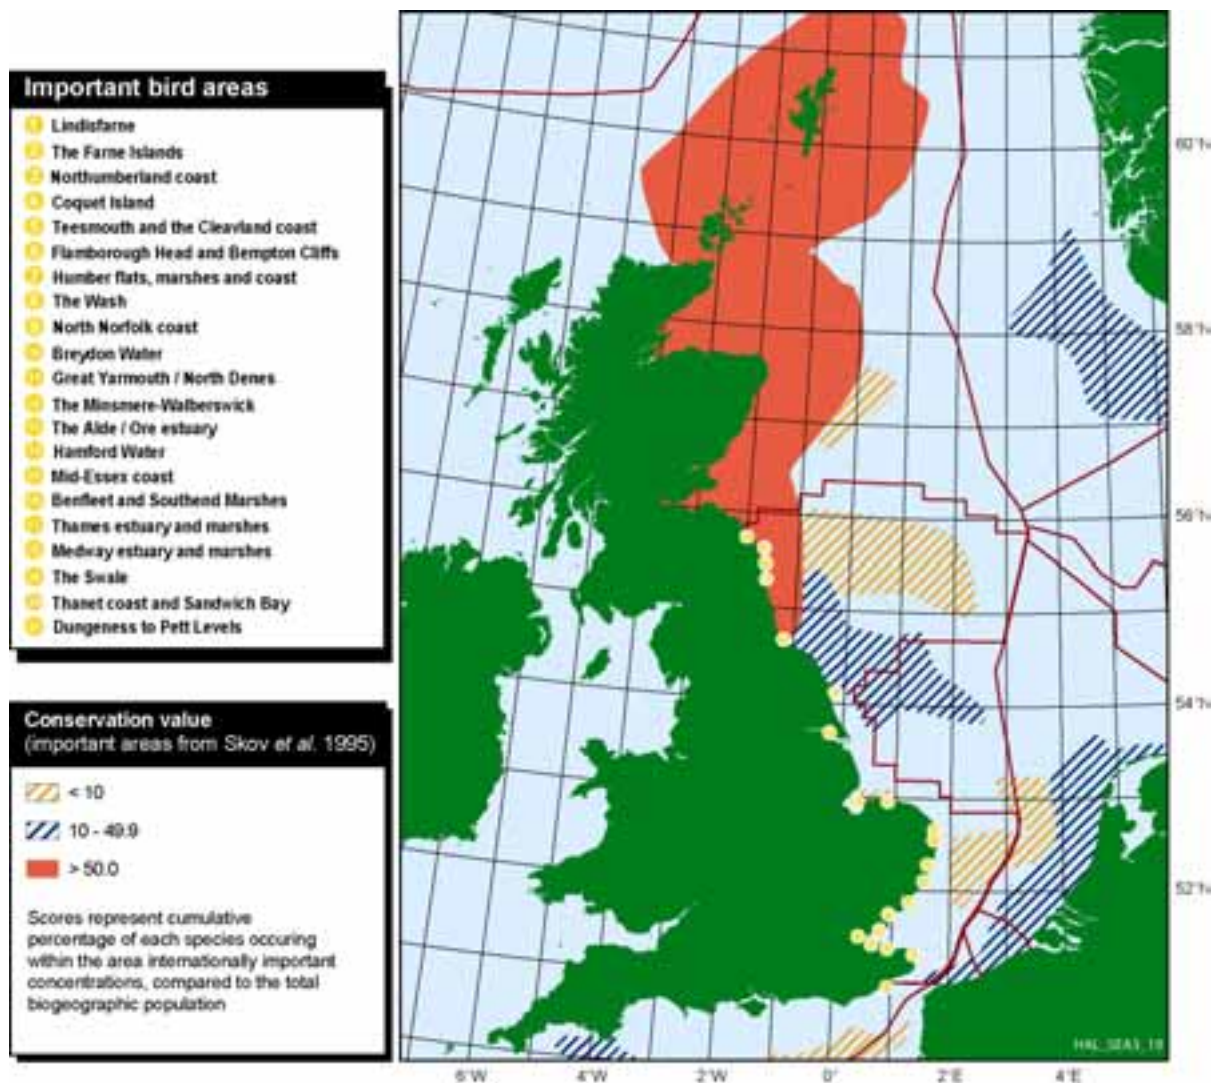 Important bird areas
Lindisfarne
The Farne Islands
Northumberland coast
Coquet Island
Teesmouth and the Cleavland coast
Flamborough Head and Bempton Cliffs
Humber flats, marshes and coast
The Wash
North Norfolk coast
Breydon Water
Great Yarmouth / North Denes
The Minsmere-Walberswick
The Alde / Ore estuary
Hamford Water
Mid-Essex coast
Benfleet and Southend Marshes
Thames estuary and marshes
Medway estuary and marshes
The Swale
Thanet coast and Sandwich Bay
Dungeness to Pett Levels
Conservation value
(important areas from Skov et al. 1995)
< 10
10 - 49.9
> 50.0
Scores represent cumulative
percentage of each species occuring
within the area internationally important
concentrations, compared to the total
biogeographic population
60°N
58°N
56°N
54°N
52°N
6°W
4°W
2°W
0°
2°E
4°E